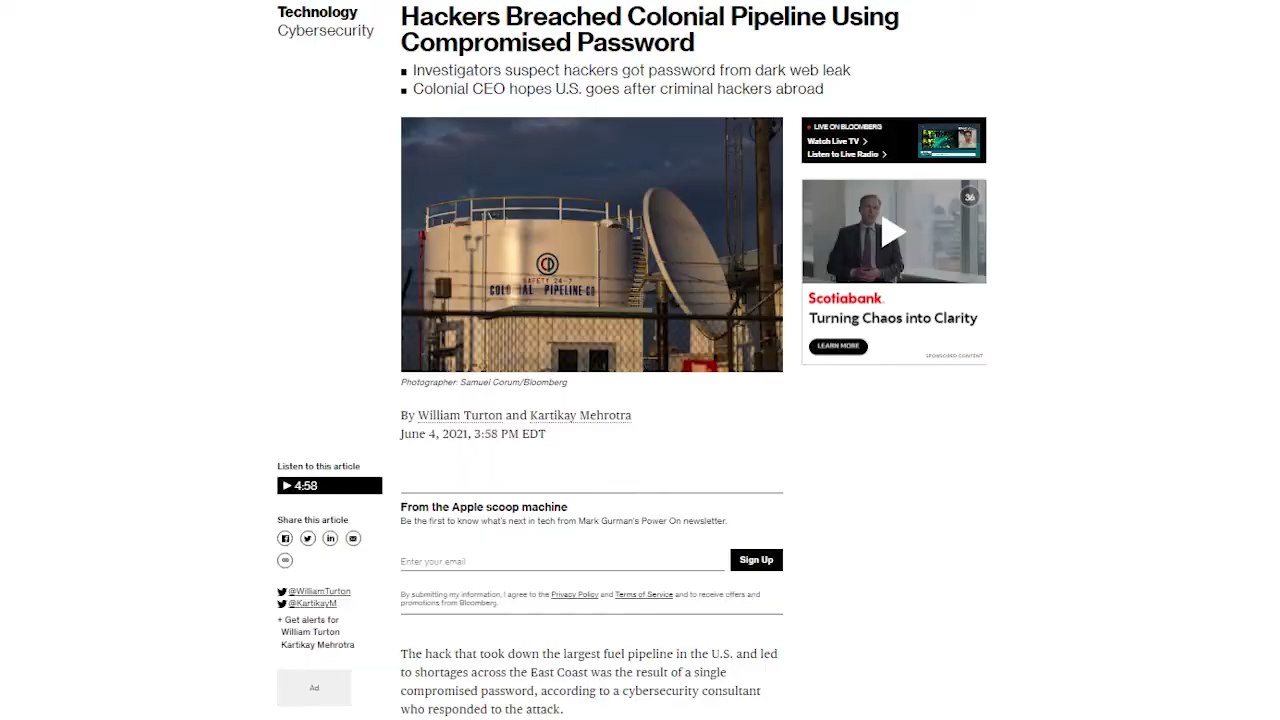 Technology
Cybersecurity
Hackers Breached Colonial Pipeline Using
Compromised Password
Investigators suspect hackers got password from dark web leak
Colonial CEO hopes U.S. goes after criminal hackers abroad
SAFETY 24-7
COLONIAL PIPELINE CO
LIVE ON BLOOMBERG
Watch Live TV
Listen to Live Radio
36
Scotiabank.
Turning Chaos into Clarity
LEARN MORE
SPONSORED CONTENT
Photographer: Samuel Corum/Bloomberg
By William Turton and Kartikay Mehrotra
June 4, 2021, 3:58 PM EDT
Listen to this article
4:58
Share this article
@WilliamTurton
@KartikayM
+ Get alerts for
William Turton
Kartikay Mehrotra
Ad
From the Apple scoop machine
Be the first to know what's next in tech from Mark Gurman's Power On newsletter.
Enter your email
Sign Up
By submitting my information, I agree to the Privacy Policy and Terms of Service and to receive offers and
promotions from Bloomberg.
The hack that took down the largest fuel pipeline in the U.S. and led
to shortages across the East Coast was the result of a single
compromised password, according to a cybersecurity consultant
who responded to the attack.